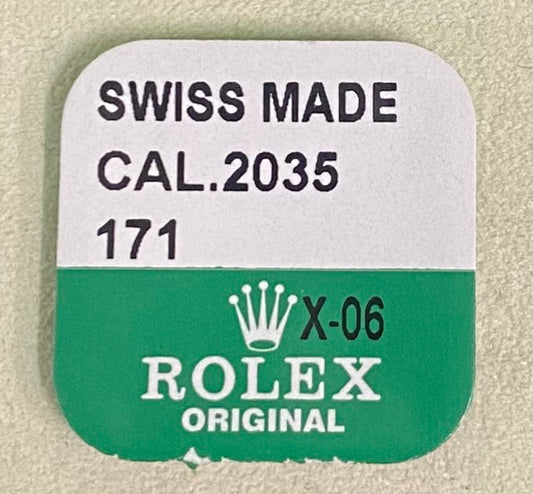 SWISS MADE
CAL.2035
171
X-06
ROLEX
ORIGINAL